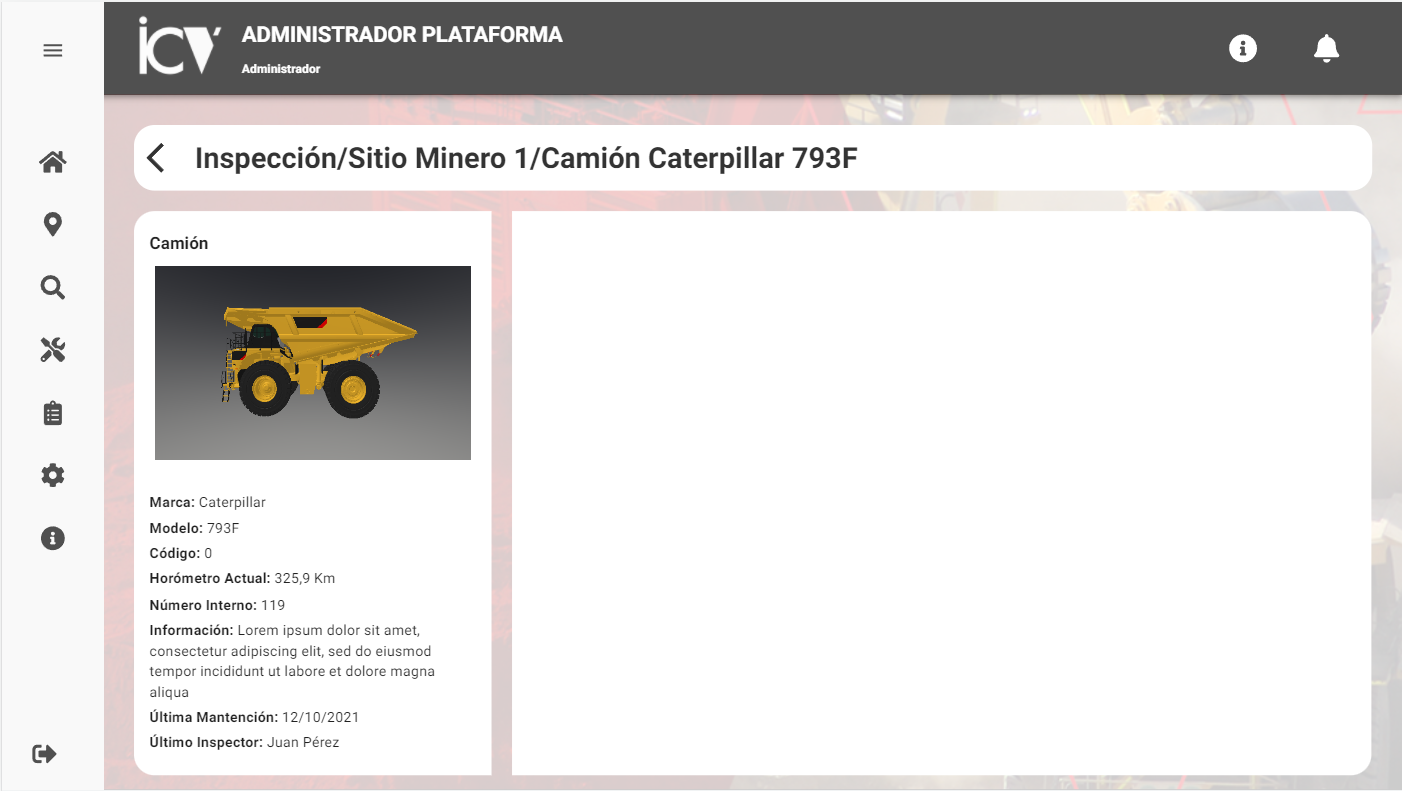 icv
ADMINISTRADOR PLATAFORMA
Administrador
Inspección/Sitio Minero 1/Camión Caterpillar 793F
Camión
Marca: Caterpillar
Modelo: 793F
Código: 0
Horómetro Actual: 325,9 Km
Número Interno: 119
Información: Lorem ipsum dolor sit amet,
consectetur adipiscing elit, sed do eiusmod
tempor incididunt ut labore et dolore magna
aliqua
Última Mantención: 12/10/2021
Último Inspector: Juan Pérez